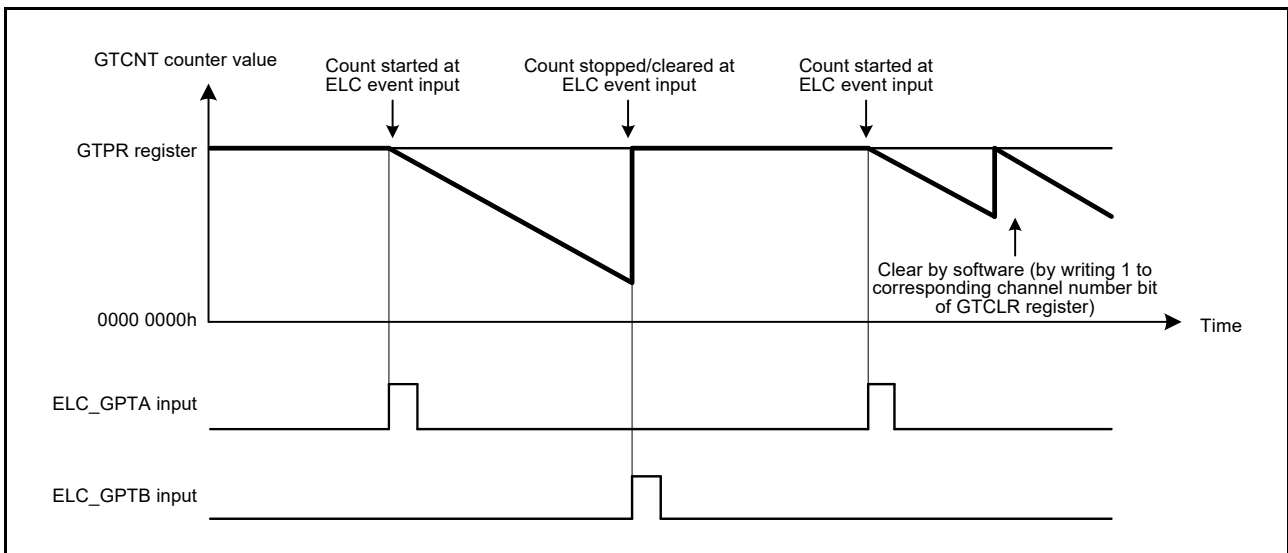 GTCNT counter value
Count started at
ELC event input
Count stopped/cleared at
ELC event input
Count started at
ELC event input
GTPR register
Clear by software (by writing 1 to
corresponding channel number bit
of GTCLR register)
0000 0000h
Time
ELC_GPTA input
ELC_GPTB input